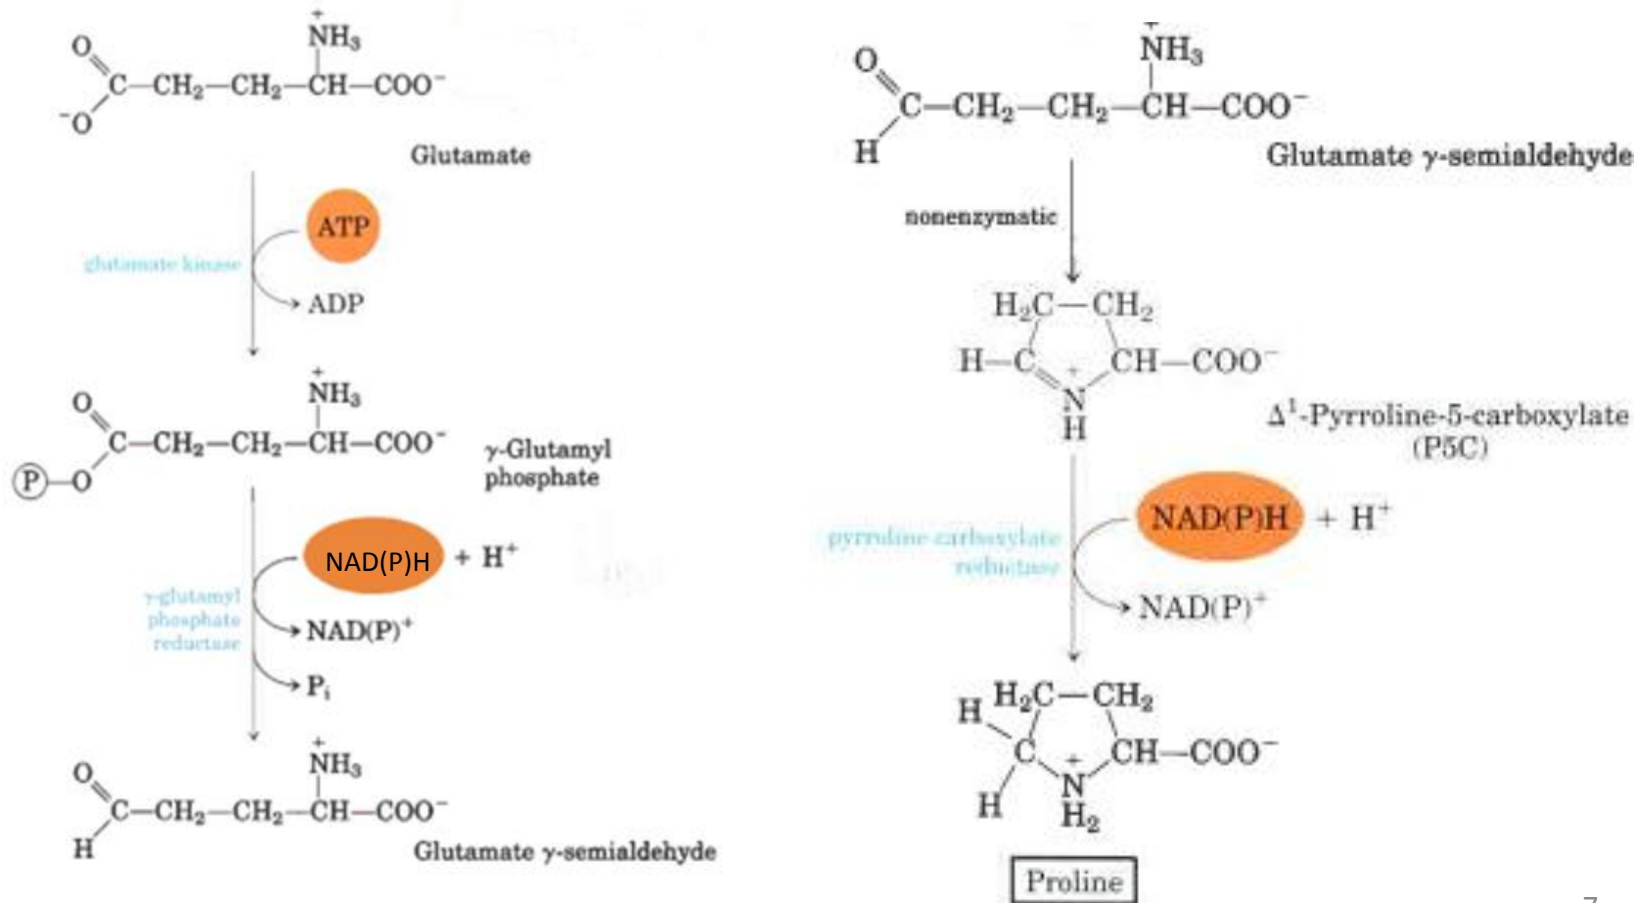 +
NH₃
O
C—CH₂—CH₂—CH—COO⁻
⁻O
Glutamate
ATP
glutamate kinase
ADP
+
NH₃
O
C—CH₂—CH₂—CH—COO⁻
P—O
γ-Glutamyl
phosphate
NAD(P)H + H⁺
γ-glutamyl
phosphate
reductase
NAD(P)⁺
Pᵢ
+
NH₃
O
C—CH₂—CH₂—CH—COO⁻
H
Glutamate γ-semialdehyde
+
NH₃
O
C—CH₂—CH₂—CH—COO⁻
H
Glutamate γ-semialdehyde
nonenzymatic
H₂C—CH₂
H—C CH—COO⁻
+
N
H
Δ¹-Pyrroline-5-carboxylate
(P5C)
NAD(P)H + H⁺
pyrroline carboxylate
reductase
NAD(P)⁺
H₂C—CH₂
H
C CH—COO⁻
+
N
H H₂
Proline